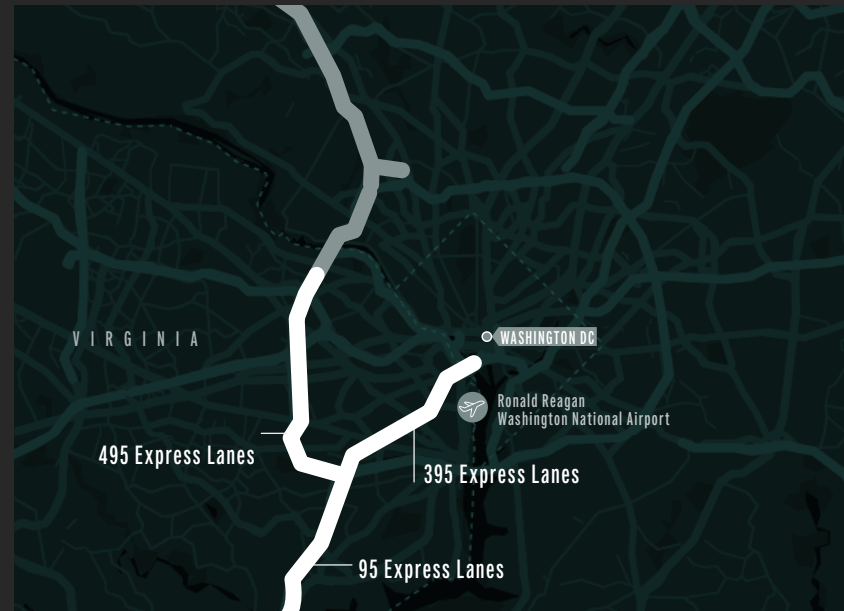 WASHINGTON DC
VIRGINIA
Ronald Reagan
Washington National Airport
495 Express Lanes
395 Express Lanes
95 Express Lanes